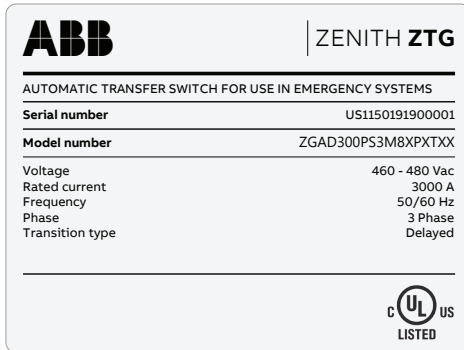 ABB
ZENITH ZTG
AUTOMATIC TRANSFER SWITCH FOR USE IN EMERGENCY SYSTEMS
Serial number US1150191900001
Model number ZGAD300PS3M8XPXTXX
Voltage 460 - 480 Vac
Rated current 3000 A
Frequency 50/60 Hz
Phase 3 Phase
Transition type Delayed
C UL US
LISTED